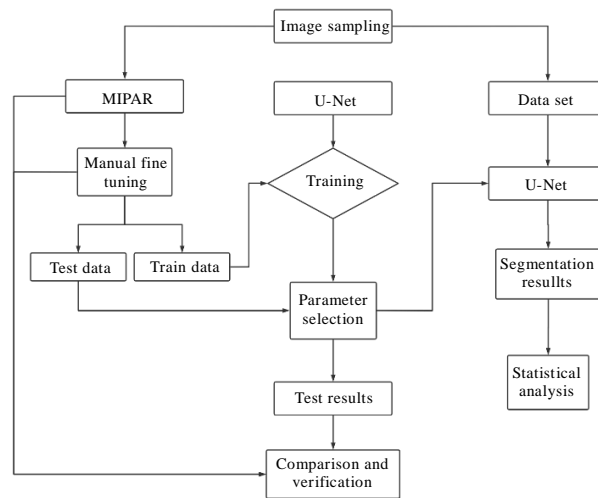 Image sampling
MIPAR
U-Net
Data set
Manual fine
tuning
Training
U-Net
Test data
Train data
Segmentation
resullts
Parameter
selection
Statistical
analysis
Test results
Comparison and
verification